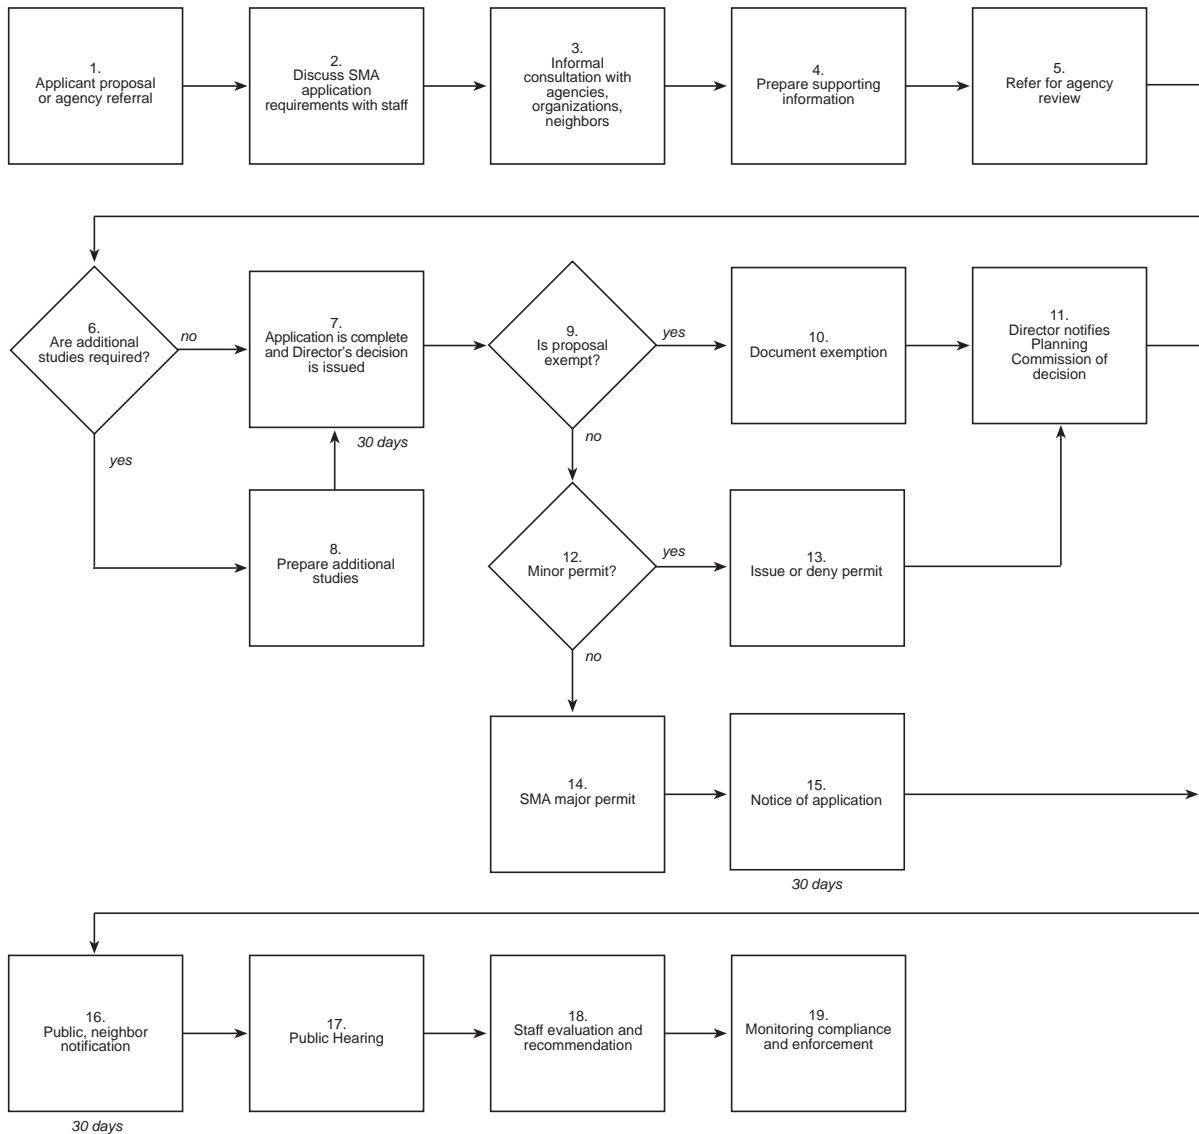 1.
Applicant proposal
or agency referral
2.
Discuss SMA
application
requirements with staff
3.
Informal
consultation with
agencies,
organizations,
neighbors
4.
Prepare supporting
information
5.
Refer for agency
review
6.
Are additional
studies required?
no
yes
7.
Application is complete
and Director's decision
is issued
30 days
8.
Prepare additional
studies
9.
Is proposal
exempt?
yes
no
10.
Document exemption
11.
Director notifies
Planning
Commission of
decision
12.
Minor permit?
yes
no
13.
Issue or deny permit
14.
SMA major permit
15.
Notice of application
30 days
16.
Public, neighbor
notification
30 days
17.
Public Hearing
18.
Staff evaluation and
recommendation
19.
Monitoring compliance
and enforcement